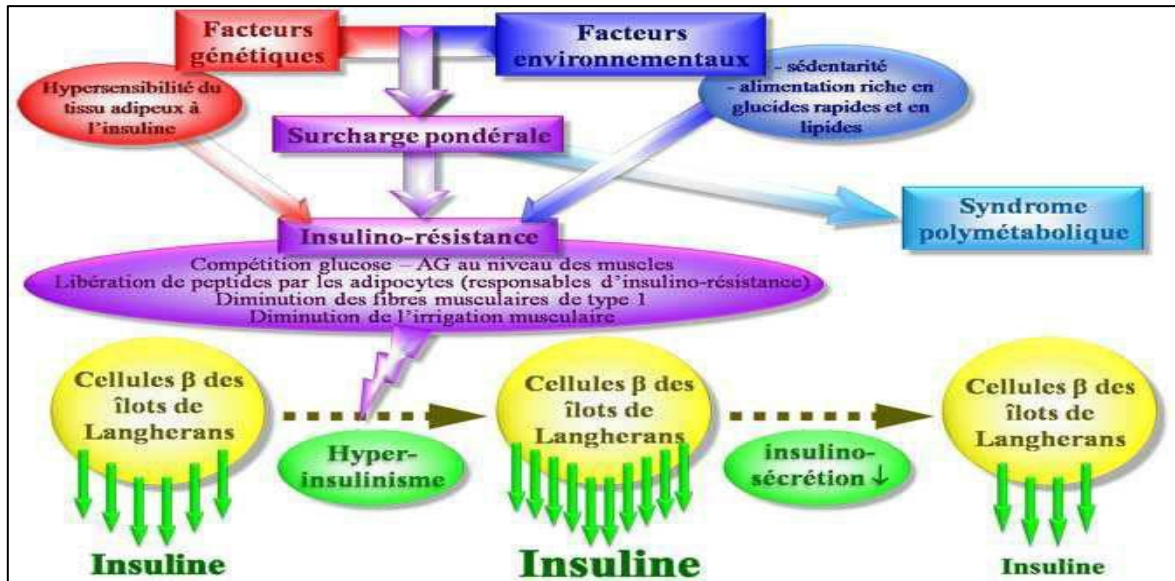 Facteurs
génétiques
Facteurs
environnementaux
Hypersensibilité du
tissu adipeux à
l'insuline
- sédentarité
- alimentation riche en
glucides rapides et en
lipides
Surcharge pondérale
Syndrome
polymétabolique
Insulino-résistance
Compétition glucose – AG au niveau des muscles
Libération de peptides par les adipocytes (responsables d'insulino-résistance)
Diminution des fibres musculaires de type 1
Diminution de l'irrigation musculaire
Cellules β des
îlots de
Langherans
Hyper-
insulinisme
Cellules β des
îlots de
Langherans
insulino-
sécrétion ↓
Cellules β des
îlots de
Langherans
Insuline
Insuline
Insuline